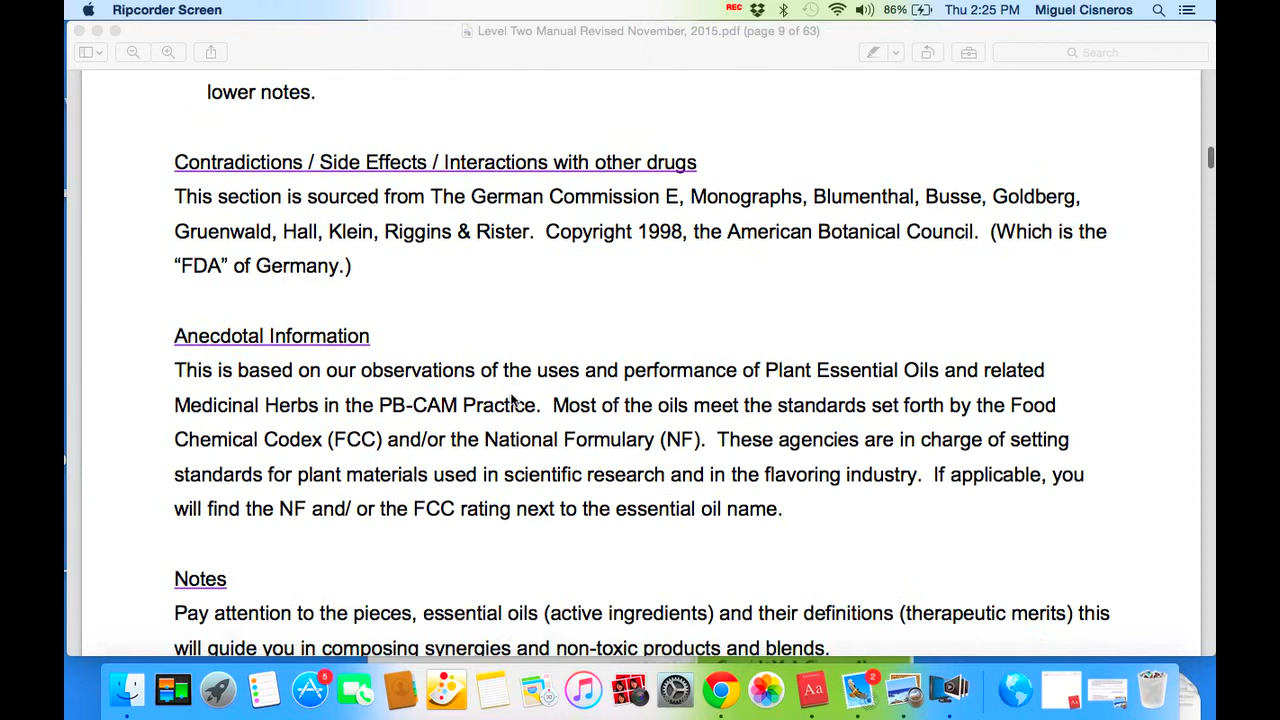 Ripcorder Screen
REC
86%
Thu 2:25 PM
Miguel Cisneros
Level Two Manual Revised November, 2015.pdf (page 9 of 63)
Search
lower notes.
Contradictions / Side Effects / Interactions with other drugs
This section is sourced from The German Commission E, Monographs, Blumenthal, Busse, Goldberg,
Gruenwald, Hall, Klein, Riggins & Rister.  Copyright 1998, the American Botanical Council.  (Which is the
“FDA” of Germany.)
Anecdotal Information
This is based on our observations of the uses and performance of Plant Essential Oils and related
Medicinal Herbs in the PB-CAM Practice.  Most of the oils meet the standards set forth by the Food
Chemical Codex (FCC) and/or the National Formulary (NF).  These agencies are in charge of setting
standards for plant materials used in scientific research and in the flavoring industry.  If applicable, you
will find the NF and/ or the FCC rating next to the essential oil name.
Notes
Pay attention to the pieces, essential oils (active ingredients) and their definitions (therapeutic merits) this
will guide you in composing synergies and non-toxic products and blends.
5
Aa
2